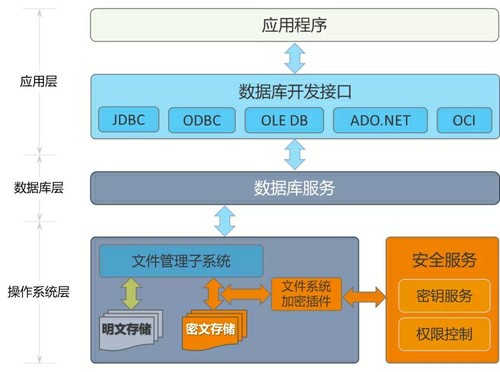 应用程序
应用层
数据库开发接口
JDBC
ODBC
OLE DB
ADO.NET
OCI
数据库层
数据库服务
操作系统层
文件管理子系统
明文存储
密文存储
文件系统
加密插件
安全服务
密钥服务
权限控制